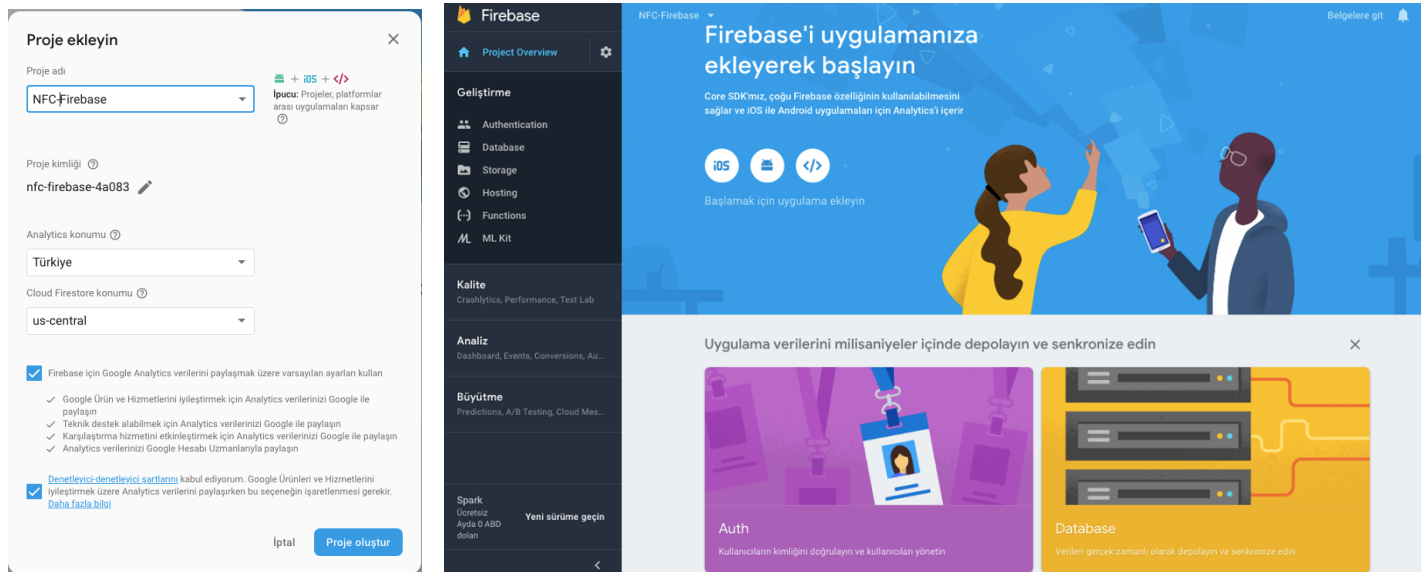 Proje ekleyin
Proje adı
NFC-Firebase
+ iOS + </>
İpucu: Projeler, platformlar
arası uygulamaları kapsar
Proje kimliği
nfc-firebase-4a083
Analytics konumu
Türkiye
Cloud Firestore konumu
us-central
Firebase için Google Analytics verilerini paylaşmak üzere varsayılan ayarları kullan
Google Ürün ve Hizmetlerini iyileştirmek için Analytics verilerinizi Google ile
paylaşın
Teknik destek alabilmek için Analytics verilerinizi Google ile paylaşın
Karşılaştırma hizmetini etkinleştirmek için Analytics verilerinizi Google ile paylaşın
Analytics verilerinizi Google Hesabı Uzmanlarıyla paylaşın
Denetleyici-denetleyici şartlarını kabul ediyorum. Google Ürünleri ve Hizmetlerini
iyileştirmek üzere Analytics verilerini paylaşırken bu seçeneğin işaretlenmesi gerekir.
Daha fazla bilgi
İptal
Proje oluştur
Firebase
Project Overview
Geliştirme
Authentication
Database
Storage
Hosting
Functions
ML Kit
Kalite
Crashlytics, Performance, Test Lab
Analiz
Dashboard, Events, Conversions, Au...
Büyütme
Predictions, A/B Testing, Cloud Mes...
Spark
Ücretsiz
Ayda 0 ABD
doları
Yeni sürüme geçin
NFC-Firebase
Belgelere git
Firebase'i uygulamanıza
ekleyerek başlayın
Core SDK'mız, çoğu Firebase özelliğinin kullanılabilmesini
sağlar ve iOS ile Android uygulamaları için Analytics'i içerir
iOS
</>
Başlamak için uygulama ekleyin
Uygulama verilerini milisaniyeler içinde depolayın ve senkronize edin
Auth
Kullanıcıların kimliğini doğrulayın ve kullanıcıları yönetin
Database
Verileri gerçek zamanlı olarak depolayın ve senkronize edin